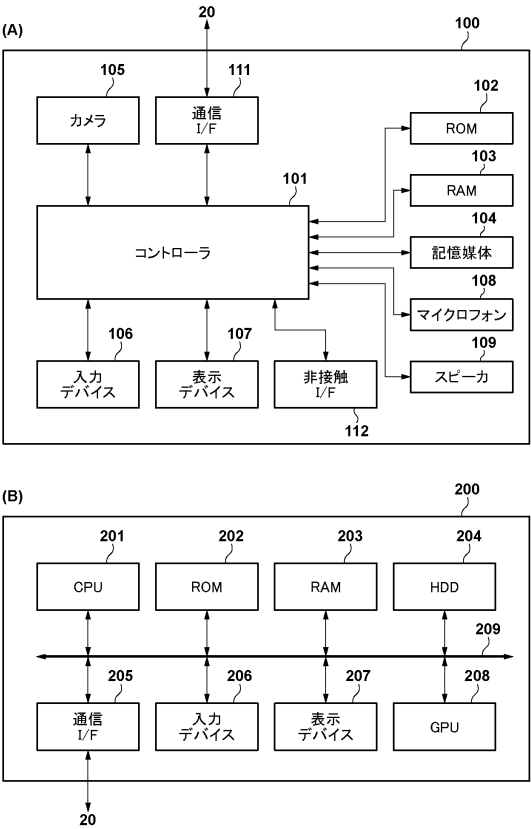 (A)
20
100
105
カメラ
111
通信
I/F
102
ROM
103
RAM
101
コントローラ
104
記憶媒体
108
マイクロフォン
109
スピーカ
106
入力
デバイス
107
表示
デバイス
非接触
I/F
112
(B)
200
201
CPU
202
ROM
203
RAM
204
HDD
209
205
通信
I/F
206
入力
デバイス
207
表示
デバイス
208
GPU
20